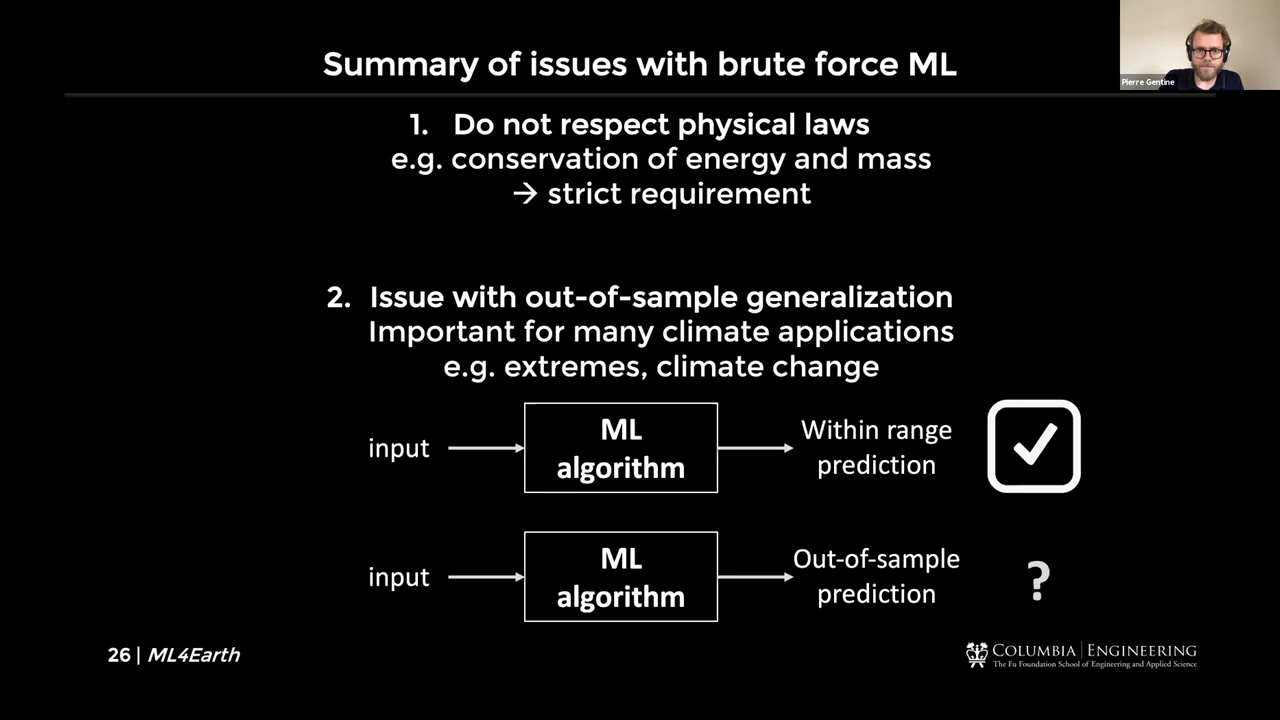 Summary of issues with brute force ML
Pierre Gentine
1. Do not respect physical laws
e.g. conservation of energy and mass
→ strict requirement
2. Issue with out-of-sample generalization
Important for many climate applications
e.g. extremes, climate change
input
ML
algorithm
Within range
prediction
input
ML
algorithm
Out-of-sample
prediction
?
26 | ML4Earth
COLUMBIA | ENGINEERING
The Fu Foundation School of Engineering and Applied Science